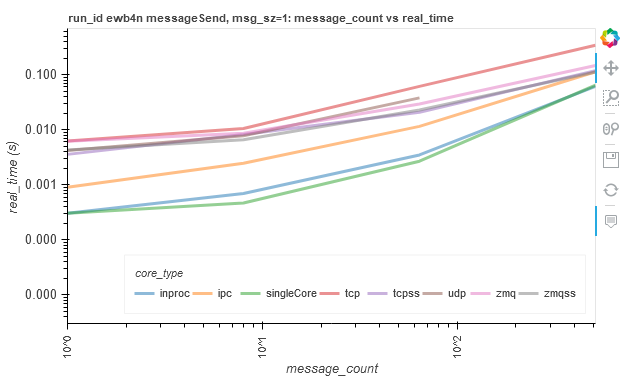 run_id ewb4n messageSend, msg_sz=1: message_count vs real_time
real_time (s)
0.100
0.010
0.001
0.000
0.000
core_type
inproc ipc singleCore tcp tcpss udp zmq zmqss
10^0 10^1 10^2
message_count